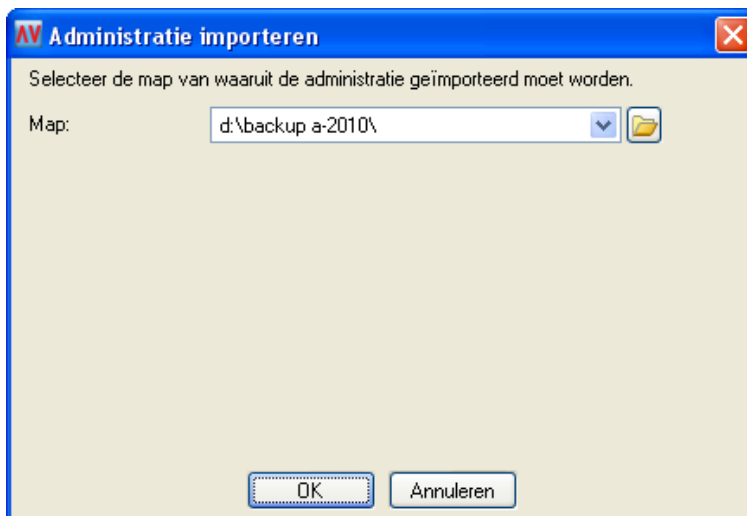 AV Administratie importeren
Selecteer de map van waaruit de administratie geïmporteerd moet worden.
Map: d:\backup a-2010\
OK Annuleren